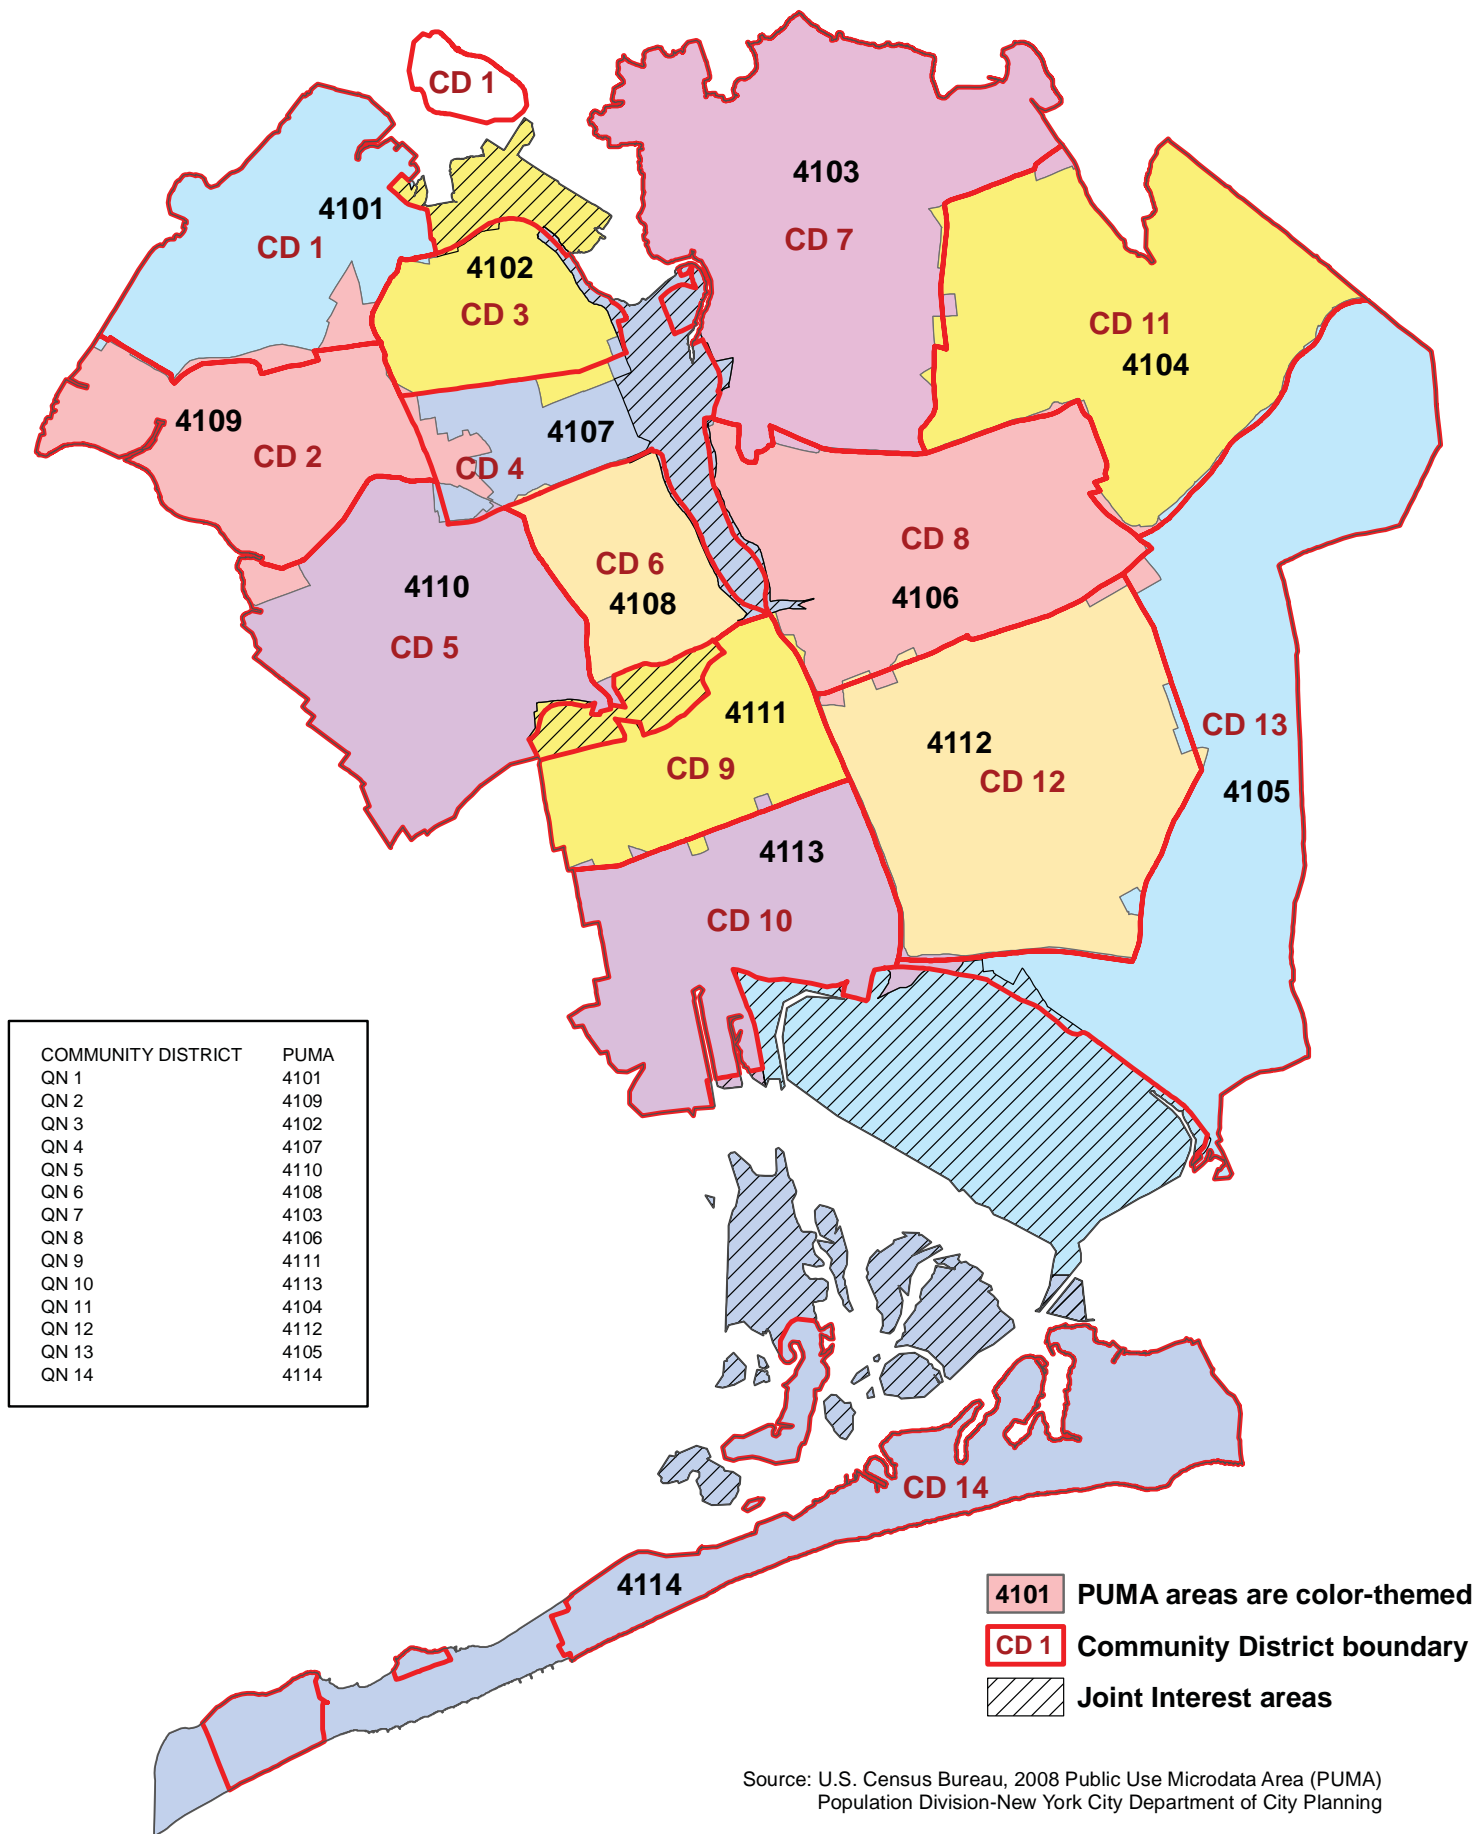 CD 1
4103
4101
CD 7
CD 1
4102
CD 3
CD 11
4104
4109
4107
CD 2
CD 4
CD 8
CD 6
4110
4106
4108
CD 5
4111
CD 13
4112
CD 9
CD 12
4105
4113
CD 10
COMMUNITY DISTRICT PUMA
QN 1 4101
QN 2 4109
QN 3 4102
QN 4 4107
QN 5 4110
QN 6 4108
QN 7 4103
QN 8 4106
QN 9 4111
QN 10 4113
QN 11 4104
QN 12 4112
QN 13 4105
QN 14 4114
CD 14
4114
4101 PUMA areas are color-themed
CD 1 Community District boundary
Joint Interest areas
Source: U.S. Census Bureau, 2008 Public Use Microdata Area (PUMA)
Population Division-New York City Department of City Planning